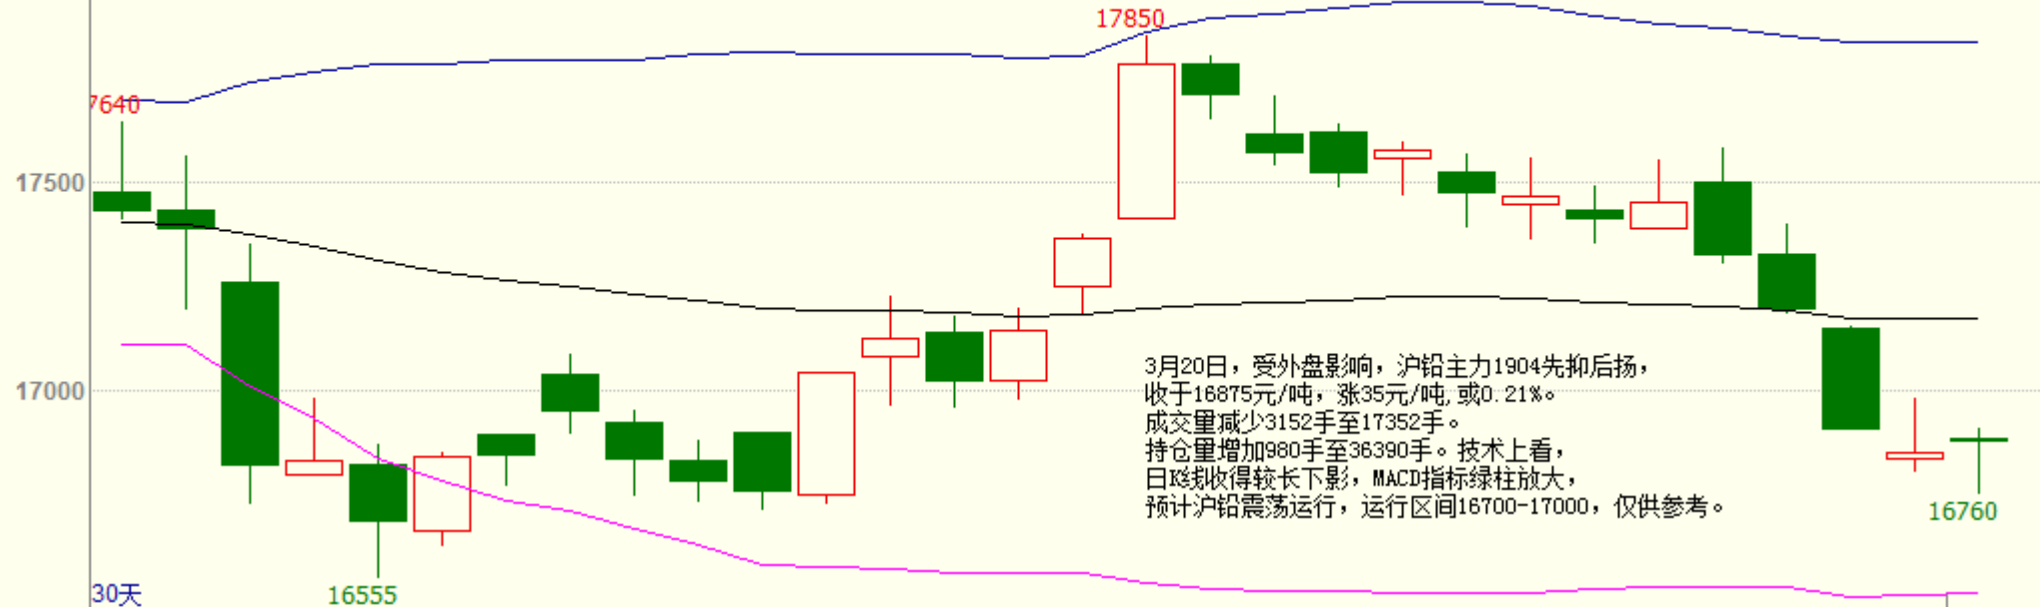 17850
7640
17500
17000
3月20日，受外盘影响，沪铅主力1904先抑后扬，
收于16875元/吨，涨35元/吨,或0.21%。
成交量减少3152手至17352手。
持仓量增加980手至36390手。技术上看，
日K线收得较长下影，MACD指标绿柱放大，
预计沪铅震荡运行，运行区间16700-17000，仅供参考。
16760
30天
16555